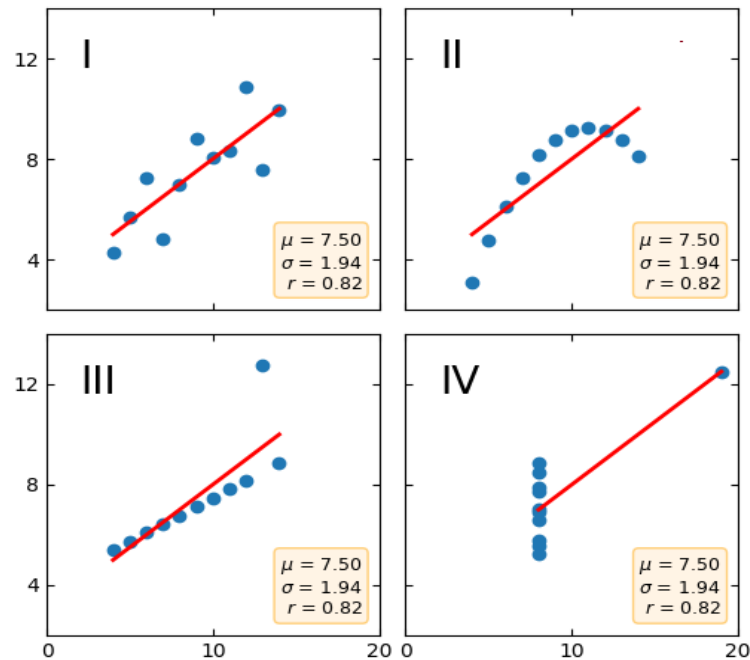 I
II
12
8
4
μ = 7.50
σ = 1.94
r = 0.82
μ = 7.50
σ = 1.94
r = 0.82
III
IV
12
8
4
μ = 7.50
σ = 1.94
r = 0.82
μ = 7.50
σ = 1.94
r = 0.82
0
10
20
0
10
20